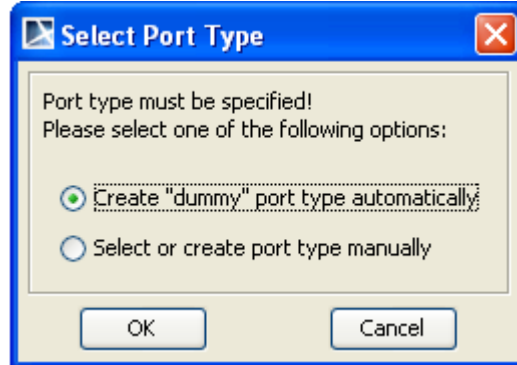 Select Port Type
Port type must be specified!
Please select one of the following options:
Create "dummy" port type automatically
Select or create port type manually
OK
Cancel